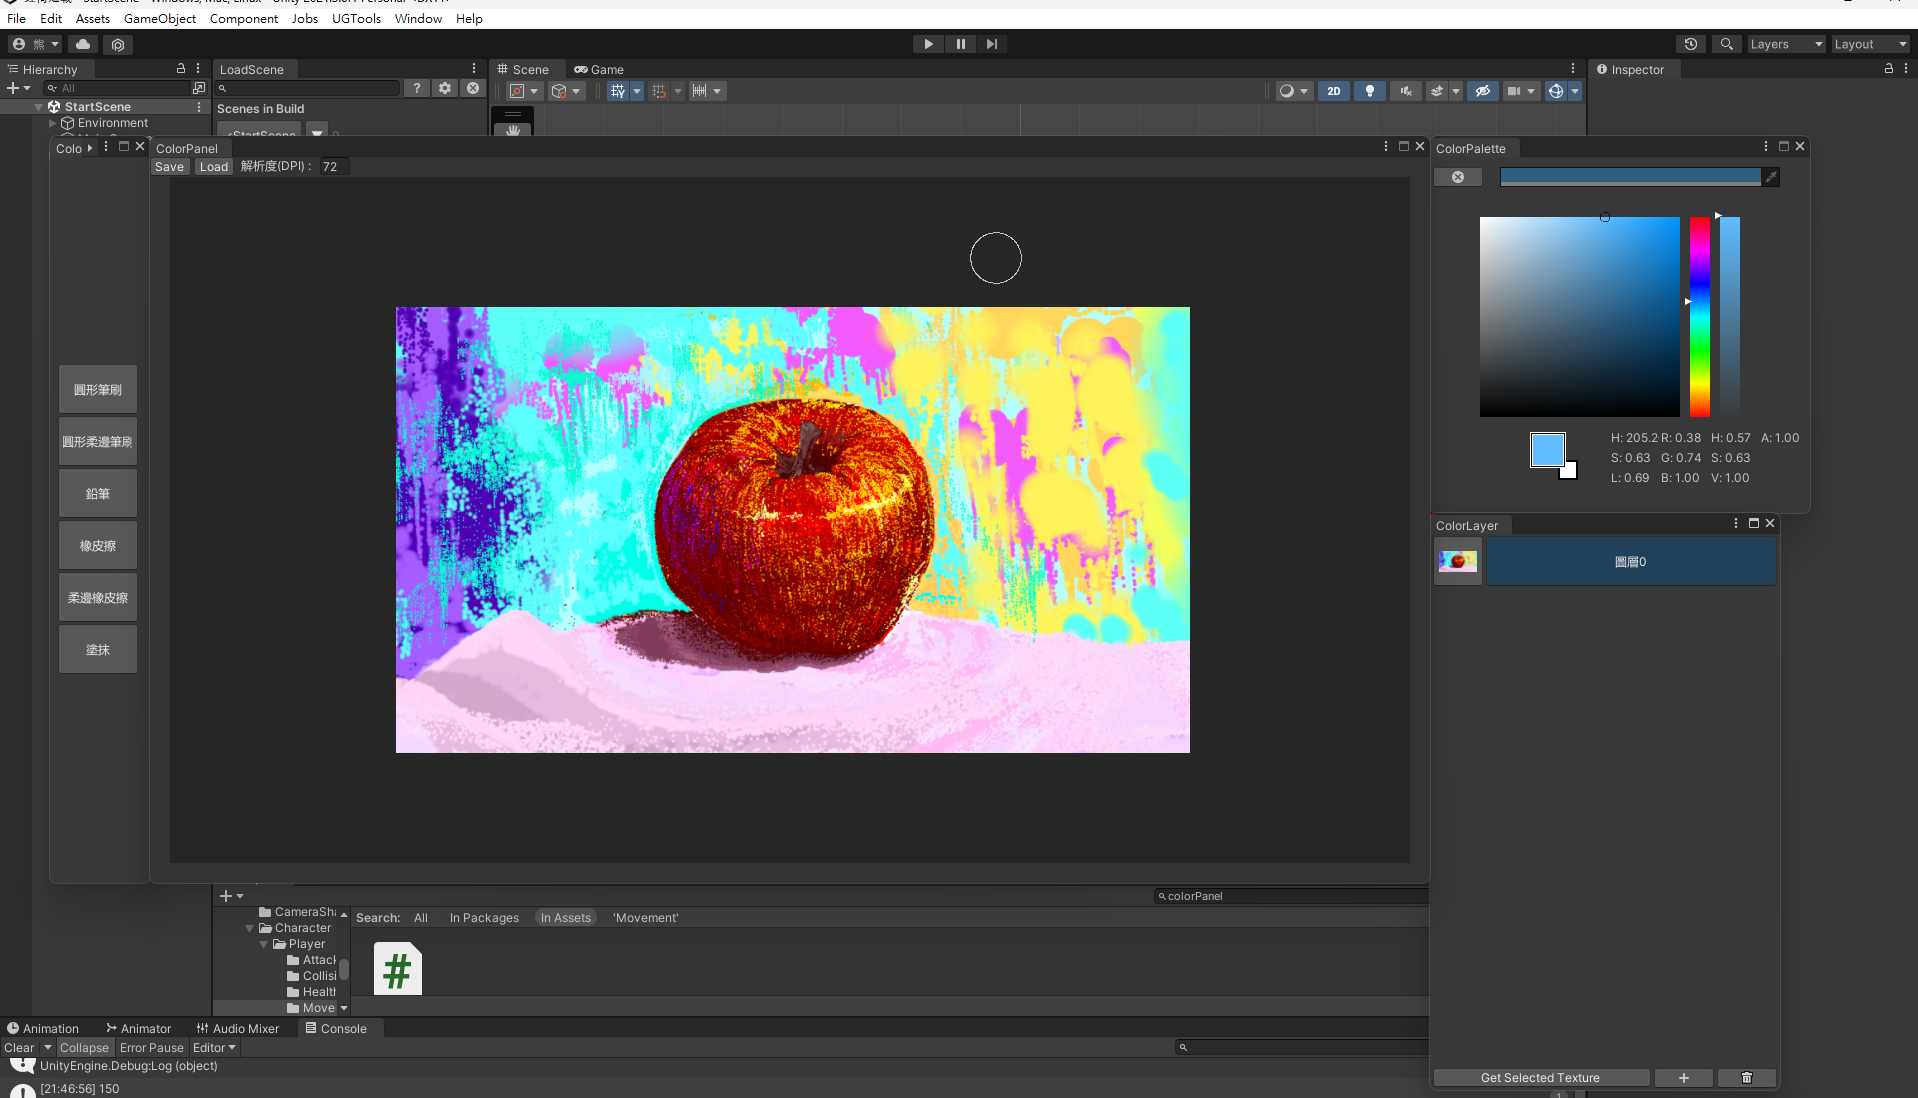 File Edit Assets GameObject Component Jobs UGTools Window Help
熊
Layers
Layout
Hierarchy
All
StartScene
Environment
LoadScene
Scenes in Build
Scene
Game
2D
Inspector
Colo
ColorPanel
Save Load 解析度(DPI) : 72
圓形筆刷
圓形柔邊筆刷
鉛筆
橡皮擦
柔邊橡皮擦
塗抹
ColorPalette
H: 205.2 R: 0.38 H: 0.57 A: 1.00
S: 0.63 G: 0.74 S: 0.63
L: 0.69 B: 1.00 V: 1.00
ColorLayer
圖層0
Get Selected Texture
colorPanel
CameraSha
Character
Player
Attack
Collisi
Health
Move
Search: All In Packages In Assets 'Movement'
#
Animation Animator Audio Mixer Console
Clear Collapse Error Pause Editor
UnityEngine.Debug:Log (object)
[21:46:56] 150